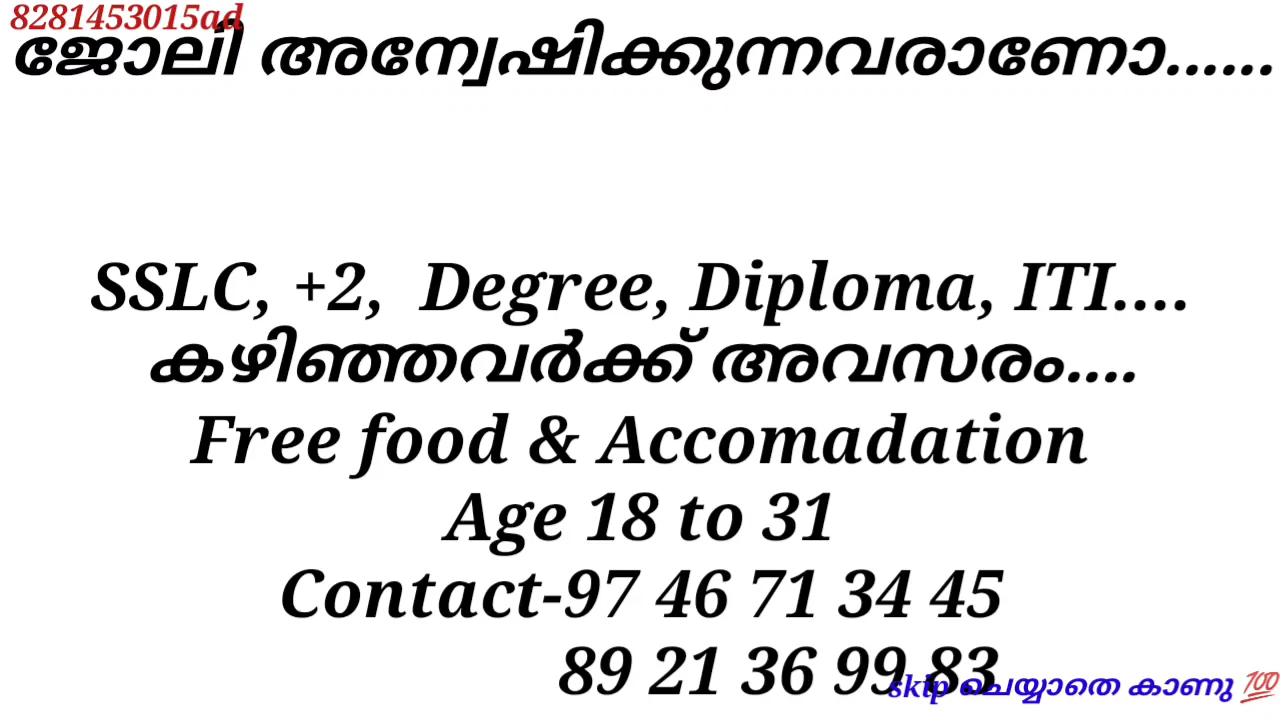 8281453015ad
ജോലി അന്വേഷിക്കുന്നവരാണോ......
SSLC, +2, Degree, Diploma, ITI....
കഴിഞ്ഞവർക്ക് അവസരം....
Free food & Accomadation
Age 18 to 31
Contact-97 46 71 34 45
89 21 36 99 83
skip ചെയ്യാതെ കാണു 💯